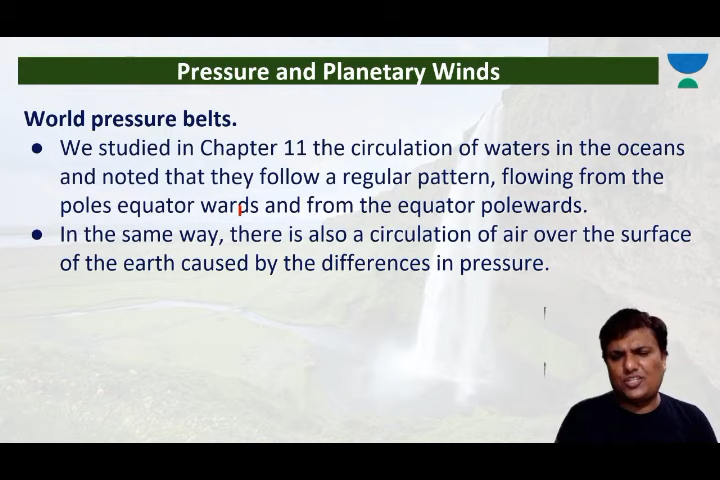 Pressure and Planetary Winds
World pressure belts.
● We studied in Chapter 11 the circulation of waters in the oceans
and noted that they follow a regular pattern, flowing from the
poles equator wards and from the equator polewards.
● In the same way, there is also a circulation of air over the surface
of the earth caused by the differences in pressure.